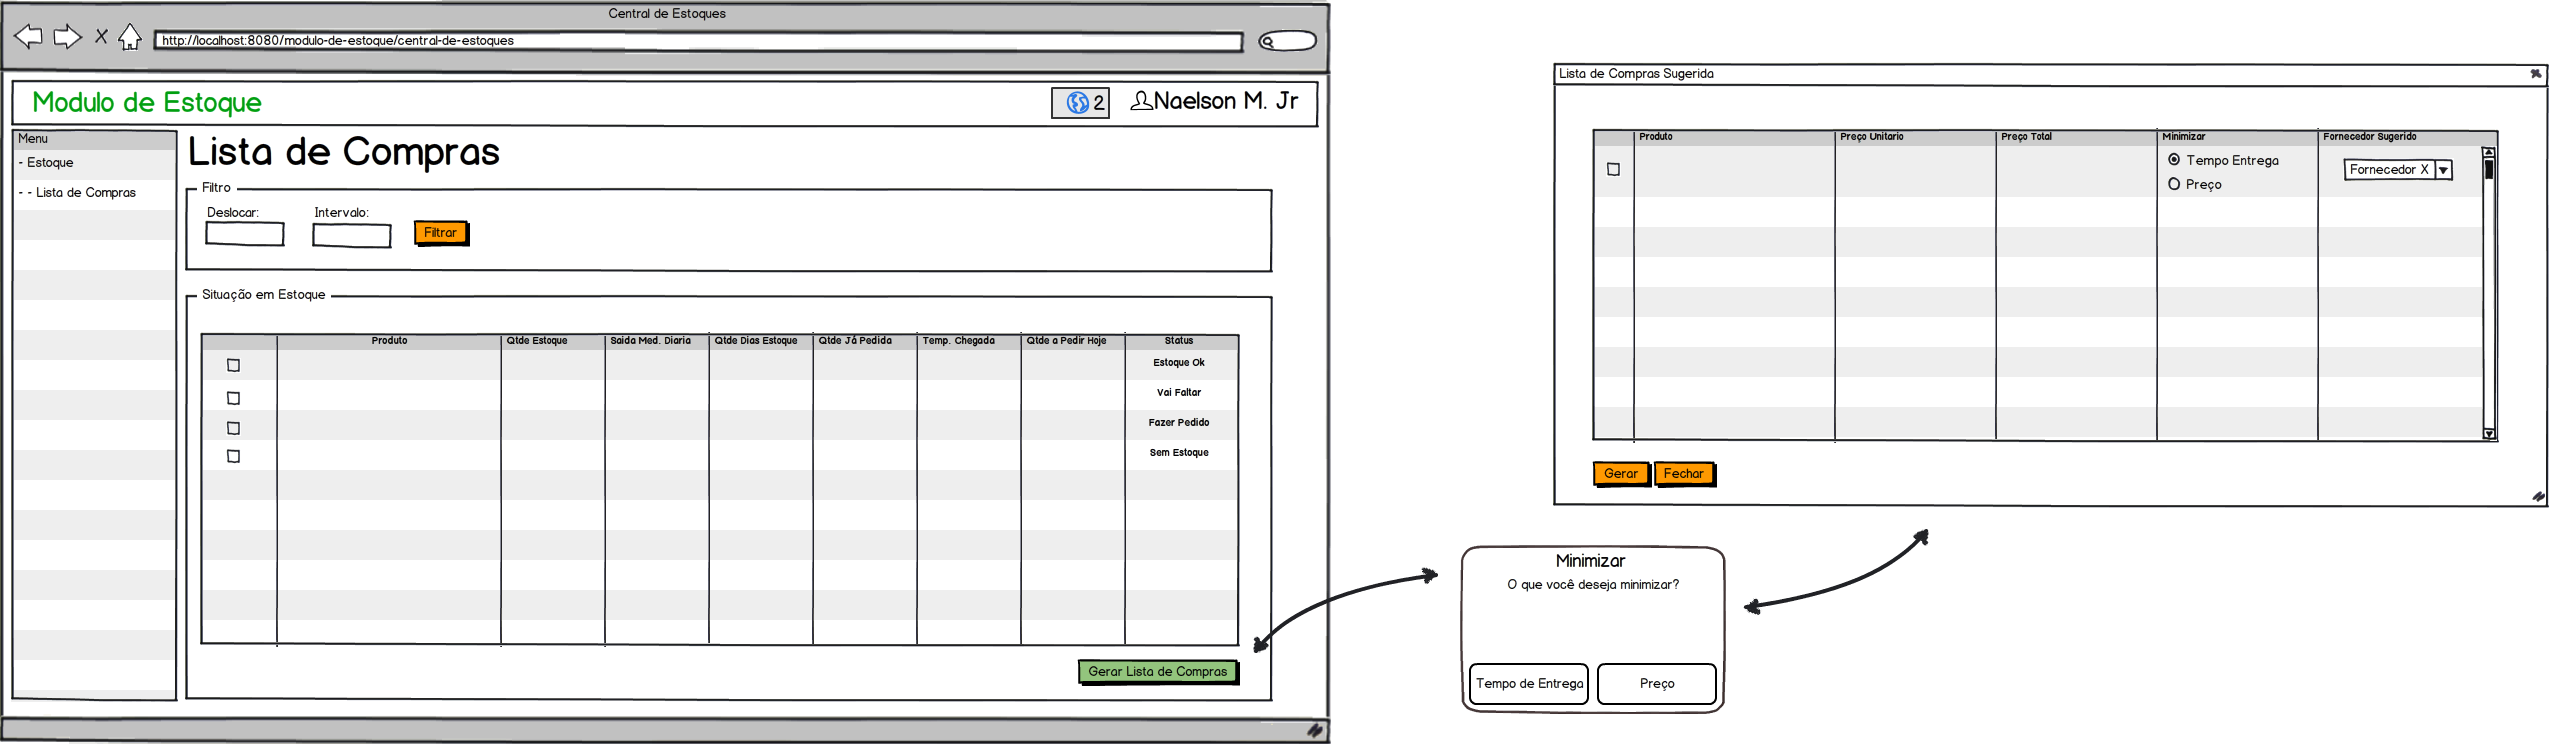 Central de Estoques
http://localhost:8080/modulo-de-estoque/central-de-estoques
Modulo de Estoque
2
Naelson M. Jr
Menu
- Estoque
- - Lista de Compras
Lista de Compras
Filtro
Deslocar:
Intervalo:
Filtrar
Situação em Estoque
Produto
Qtde Estoque
Saida Med. Diaria
Qtde Dias Estoque
Qtde Já Pedida
Temp. Chegada
Qtde a Pedir Hoje
Status
Estoque Ok
Vai Faltar
Fazer Pedido
Sem Estoque
Gerar Lista de Compras
Minimizar
O que você deseja minimizar?
Tempo de Entrega
Preço
Lista de Compras Sugerida
Produto
Preço Unitario
Preço Total
Minimizar
Fornecedor Sugerido
Tempo Entrega
Preço
Fornecedor X
Gerar
Fechar